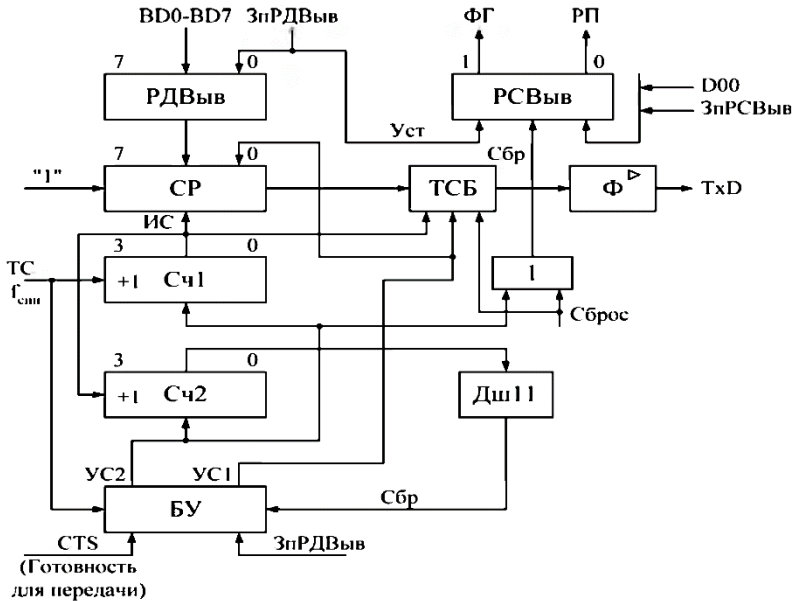 BD0-BD7 ЗпРДВыв ФГ РП
7 0 1 0
РДВыв РСВыв D00
ЗпРСВыв
Уст
7 0 Сбр
"1" СР ТСБ Ф TxD
ИС
3 0
ТС +1 Сч1 1
fспп
Сброс
3 0
+1 Сч2 Дш11
УС2 УС1
Сбр
БУ
CTS ЗпРДВыв
(Готовность
для передачи)